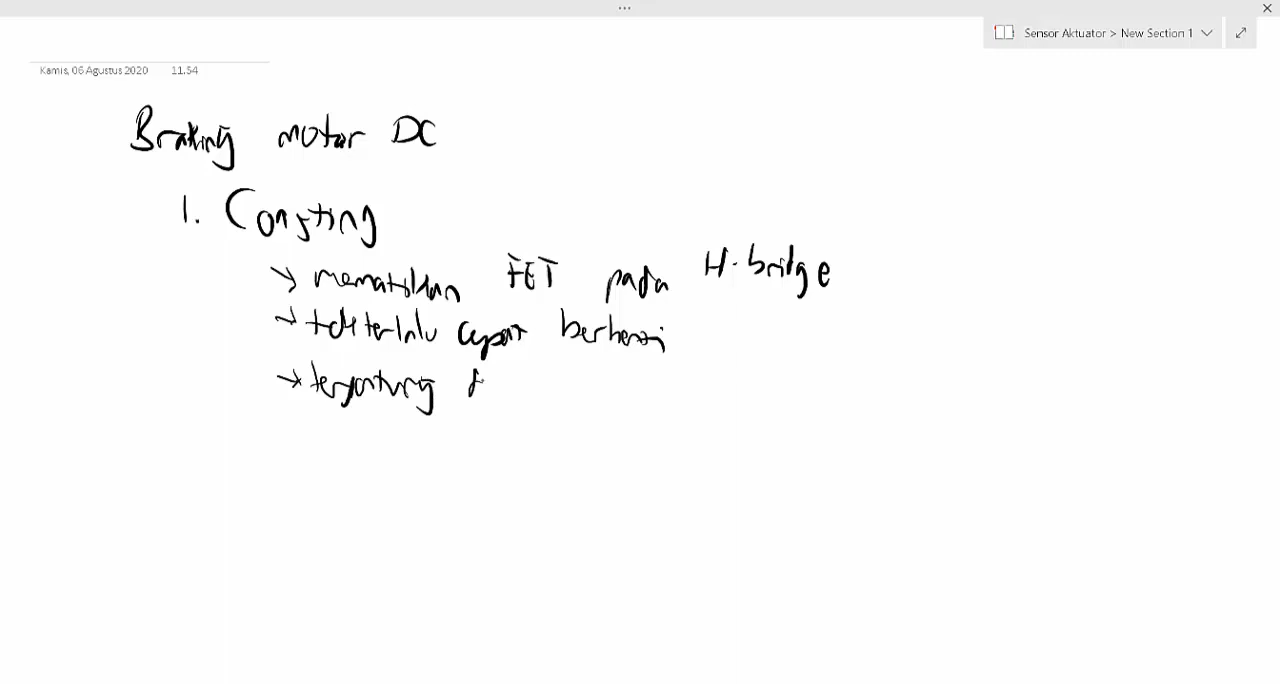 ...
Sensor Aktuator > New Section 1
Kamis, 06 Agustus 2020 11.54
Braking motor DC
1. Coasting
→ mematikan FET pada H-bridge
→ tdk terlalu cepat berhenti
→ tergantung